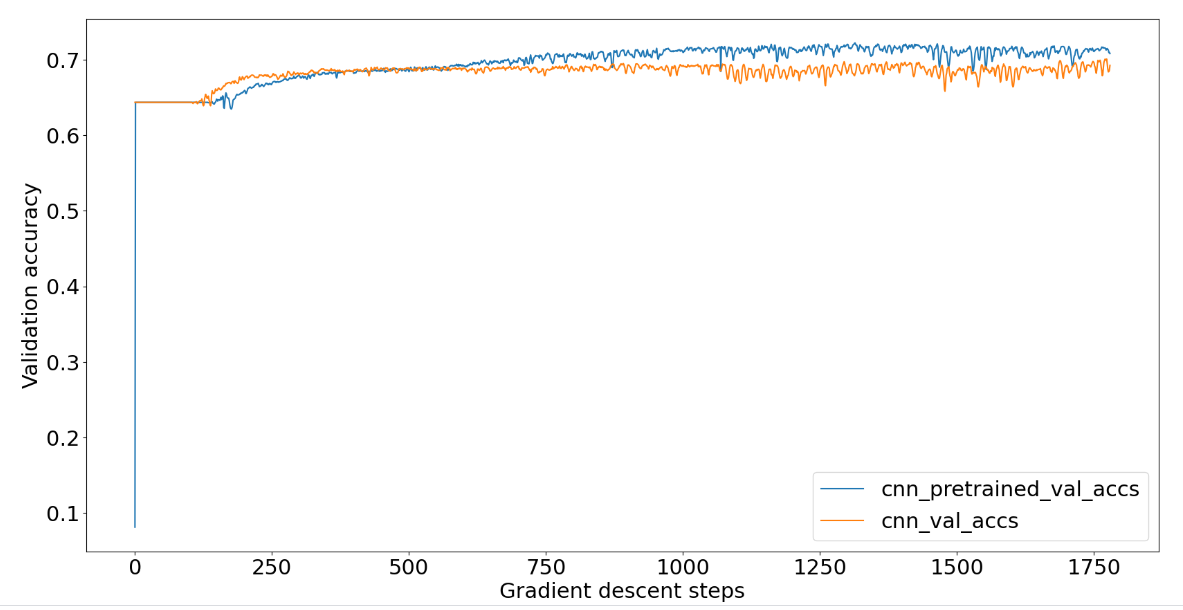 0.7
0.6
0.5
0.4
0.3
0.2
0.1
Validation accuracy
0 250 500 750 1000 1250 1500 1750
Gradient descent steps
cnn_pretrained_val_accs
cnn_val_accs